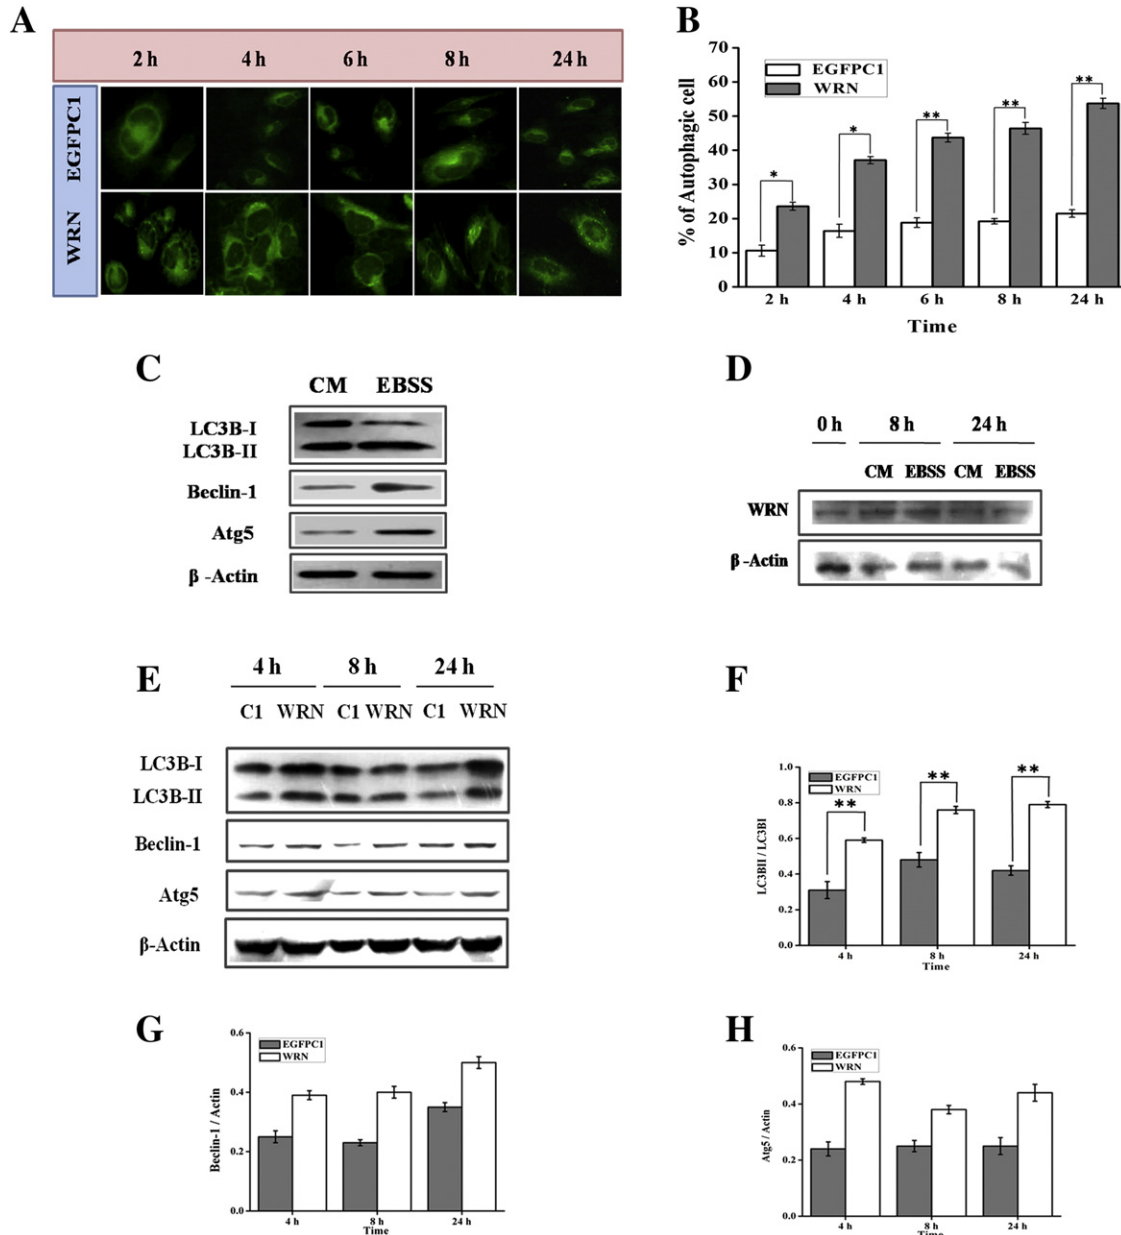 A
2 h 4 h 6 h 8 h 24 h
EGFPC1
WRN
B
70
60
50
40
30
20
10
0
% of Autophagic cell
EGFPC1
WRN
* * ** ** **
2 h 4 h 6 h 8 h 24 h
Time
C
CM EBSS
LC3B-I
LC3B-II
Beclin-1
Atg5
β -Actin
D
0 h 8 h 24 h
CM EBSS CM EBSS
WRN
β -Actin
E
4 h 8 h 24 h
C1 WRN C1 WRN C1 WRN
LC3B-I
LC3B-II
Beclin-1
Atg5
β-Actin
F
1.0
0.8
0.6
0.4
0.2
0.0
LC3BII / LC3BI
EGFPC1
WRN
** ** **
4 h 8 h 24 h
Time
G
0.6
0.4
0.2
0.0
Beclin-1 / Actin
EGFPC1
WRN
4 h 8 h 24 h
Time
H
0.6
0.4
0.2
0.0
Atg5 / Actin
EGFPC1
WRN
4 h 8 h 24 h
Time